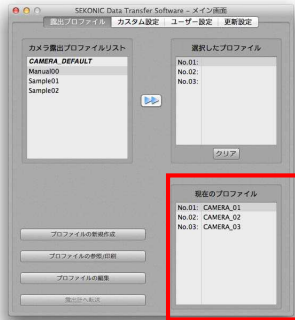 SEKONIC Data Transfer Software – メイン画面
露出プロファイル カスタム設定 ユーザー設定 更新設定
カメラ露出プロファイルリスト
CAMERA_DEFAULT
Manual00
Sample01
Sample02
選択したプロファイル
No.01:
No.02:
No.03:
クリア
現在のプロファイル
No.01: CAMERA_01
No.02: CAMERA_02
No.03: CAMERA_03
プロファイルの新規作成
プロファイルの参照/印刷
プロファイルの編集
露出計へ転送